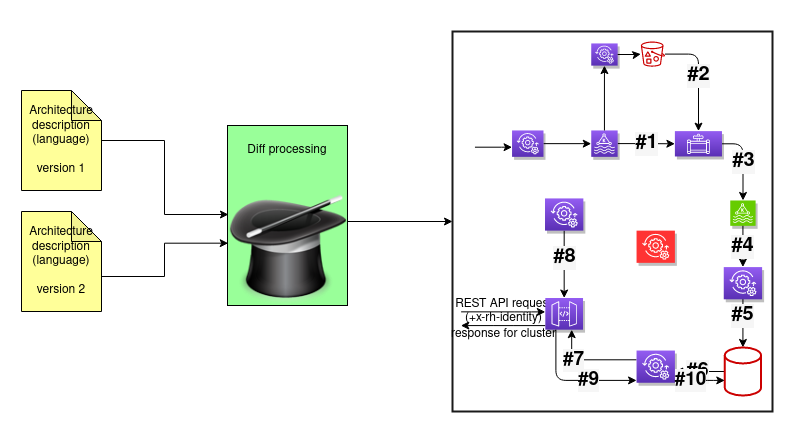 Architecture
description
(language)
version 1
Architecture
description
(language)
version 2
Diff processing
#2
#1
#3
#4
#8
#5
REST API reques
(+x-rh-identity)
response for cluster
#7
#6
#9
#10